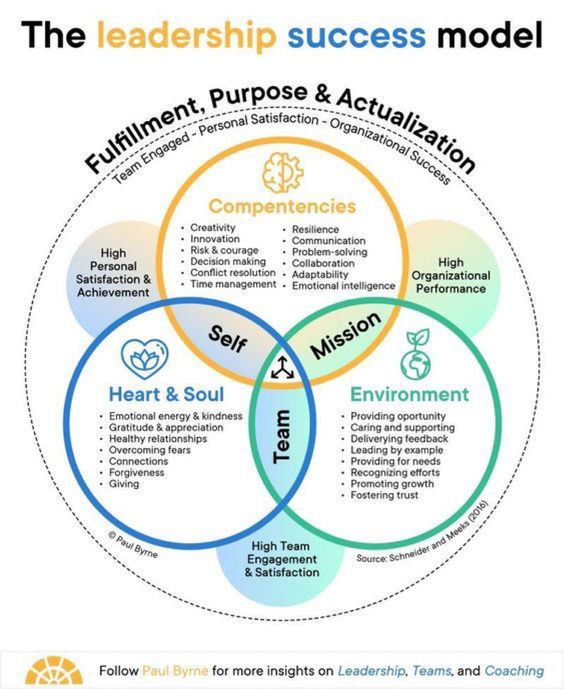 The leadership success model
Fulfillment, Purpose & Actualization
Team Engaged - Personal Satisfaction - Organizational Success
Compentencies
• Creativity
• Innovation
• Risk & courage
• Decision making
• Conflict resolution
• Time management
• Resilience
• Communication
• Problem-solving
• Collaboration
• Adaptability
• Emotional intelligence
High
Personal
Satisfaction &
Achievement
High
Organizational
Performance
Self
Mission
Heart & Soul
• Emotional energy & kindness
• Gratitude & appreciation
• Healthy relationships
• Overcoming fears
• Connections
• Forgiveness
• Giving
Team
Environment
• Providing oportunity
• Caring and supporting
• Deliverying feedback
• Leading by example
• Providing for needs
• Recognizing efforts
• Promoting growth
• Fostering trust
© Paul Byrne
High Team
Engagement
& Satisfaction
Source: Schneider and Meeks (2016)
Follow Paul Byrne for more insights on Leadership, Teams, and Coaching